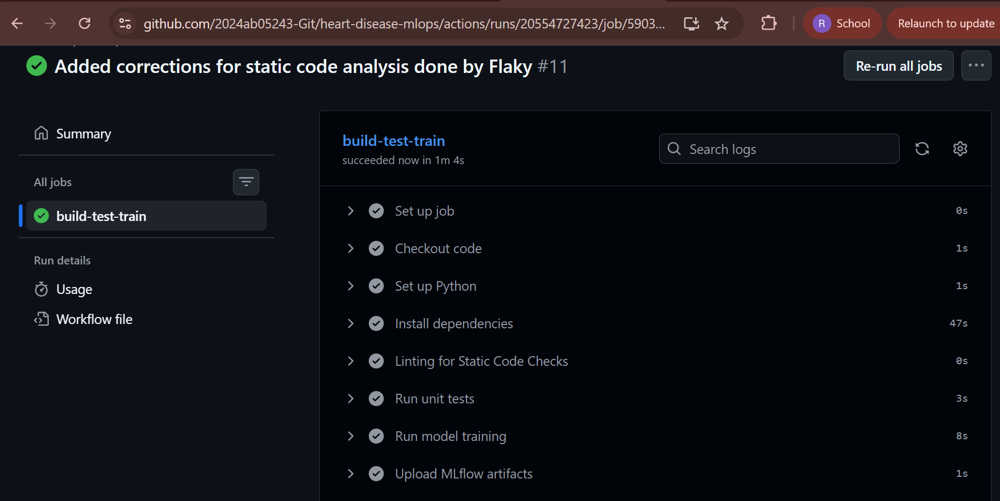 github.com/2024ab05243-Git/heart-disease-mlops/actions/runs/20554727423/job/5903...
R School
Relaunch to update
Added corrections for static code analysis done by Flaky #11
Re-run all jobs
Summary
All jobs
build-test-train
Run details
Usage
Workflow file
build-test-train
succeeded now in 1m 4s
Search logs
Set up job 0s
Checkout code 1s
Set up Python 1s
Install dependencies 47s
Linting for Static Code Checks 0s
Run unit tests 3s
Run model training 8s
Upload MLflow artifacts 1s